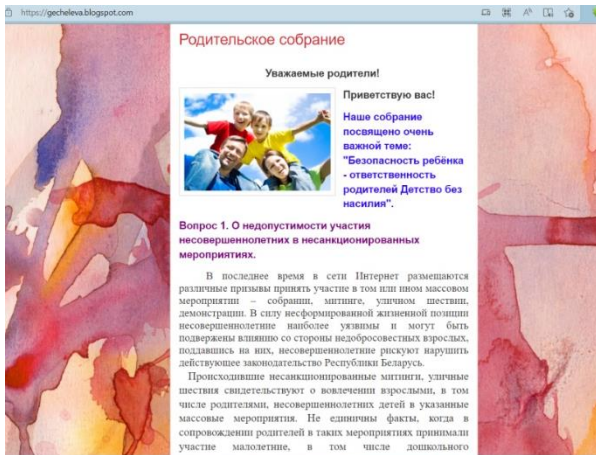 https://gecheleva.blogspot.com
Родительское собрание
Уважаемые родители!
Приветствую вас!
Наше собрание
посвящено очень
важной теме:
"Безопасность ребёнка
- ответственность
родителей Детство без
насилия".
Вопрос 1. О недопустимости участия
несовершеннолетних в несанкционированных
мероприятиях.
В последнее время в сети Интернет размещаются
различные призывы принять участие в том или ином массовом
мероприятии – собрании, митинге, уличном шествии,
демонстрации. В силу несформированной жизненной позиции
несовершеннолетние наиболее уязвимы и могут быть
подвержены влиянию со стороны недобросовестных взрослых,
поддавшись на них, несовершеннолетние рискуют нарушить
действующее законодательство Республики Беларусь.
Происходившие несанкционированные митинги, уличные
шествия свидетельствуют о вовлечении взрослыми, в том
числе родителями, несовершеннолетних детей в указанные
массовые мероприятия. Не единичны факты, когда в
сопровождении родителей в таких мероприятиях принимали
участие малолетние, в том числе дошкольного